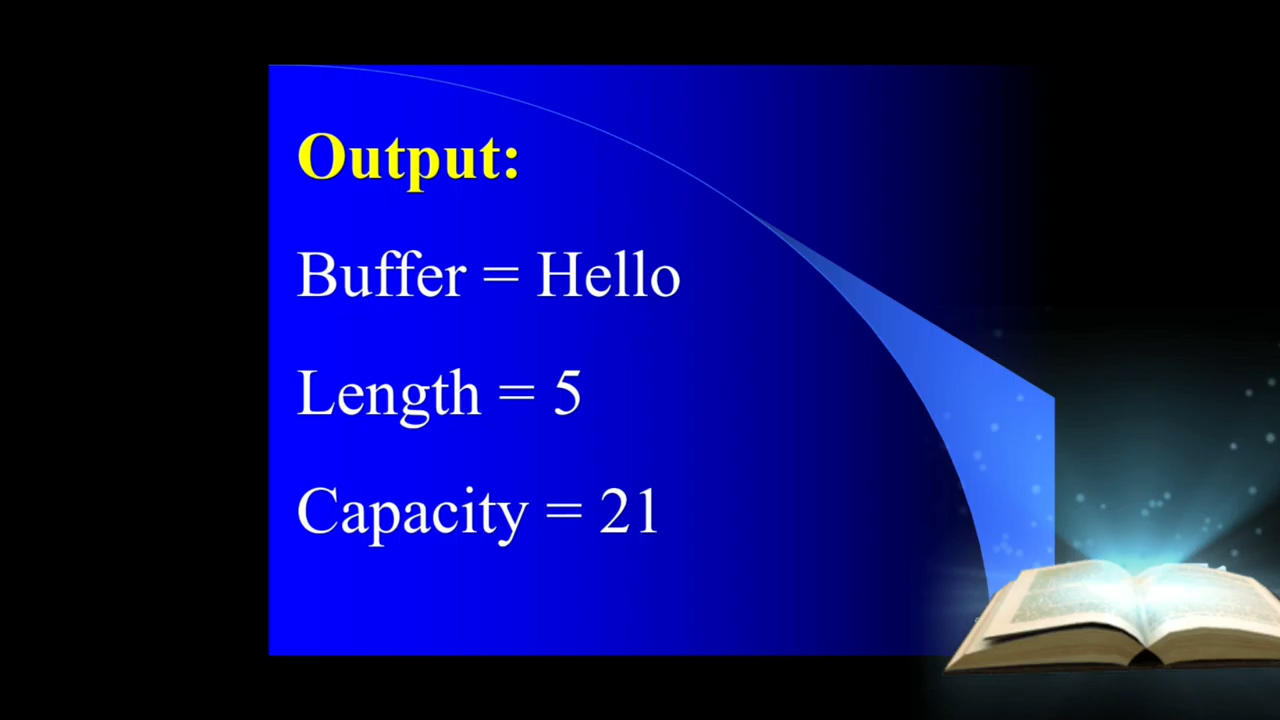 Output:
Buffer = Hello
Length = 5
Capacity = 21